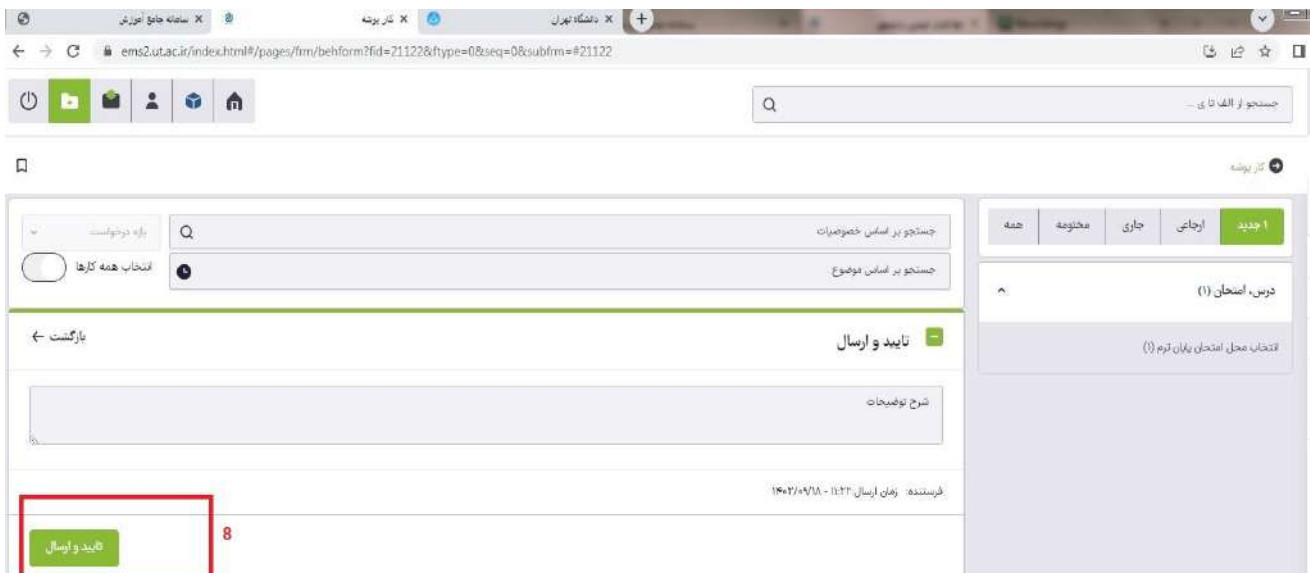 دانشگاه تهران
کار پوشه
سامانه جامع آموزش
ems2.ut.ac.ir/index.html#/pages/frm/behform?fid=21122&ftype=0&seq=0&subfrm=#21122
جستجو از الف تا ی ...
کار پوشه
۱ جدید
ارجاعی
جاری
مختومه
همه
درس، امتحان (۱)
انتخاب محل امتحان پایان ترم (۱)
جستجو بر اساس خصوصیات
بازه درخواست
جستجو بر اساس موضوع
انتخاب همه کارها
تایید و ارسال
بازگشت
شرح توضیحات
فرستنده: زمان ارسال: ۱۱:۲۲ - ۱۴۰۲/۰۹/۱۸
8
تایید و ارسال